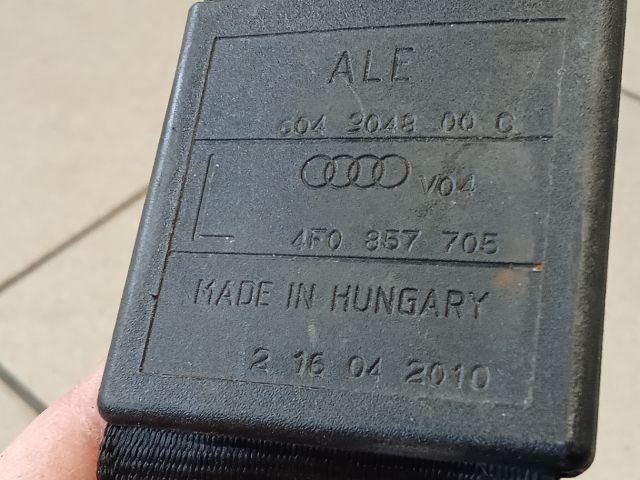 ALE
604 9048 00 C
V04
4F0 857 705
MADE IN HUNGARY
2 16 04 2010